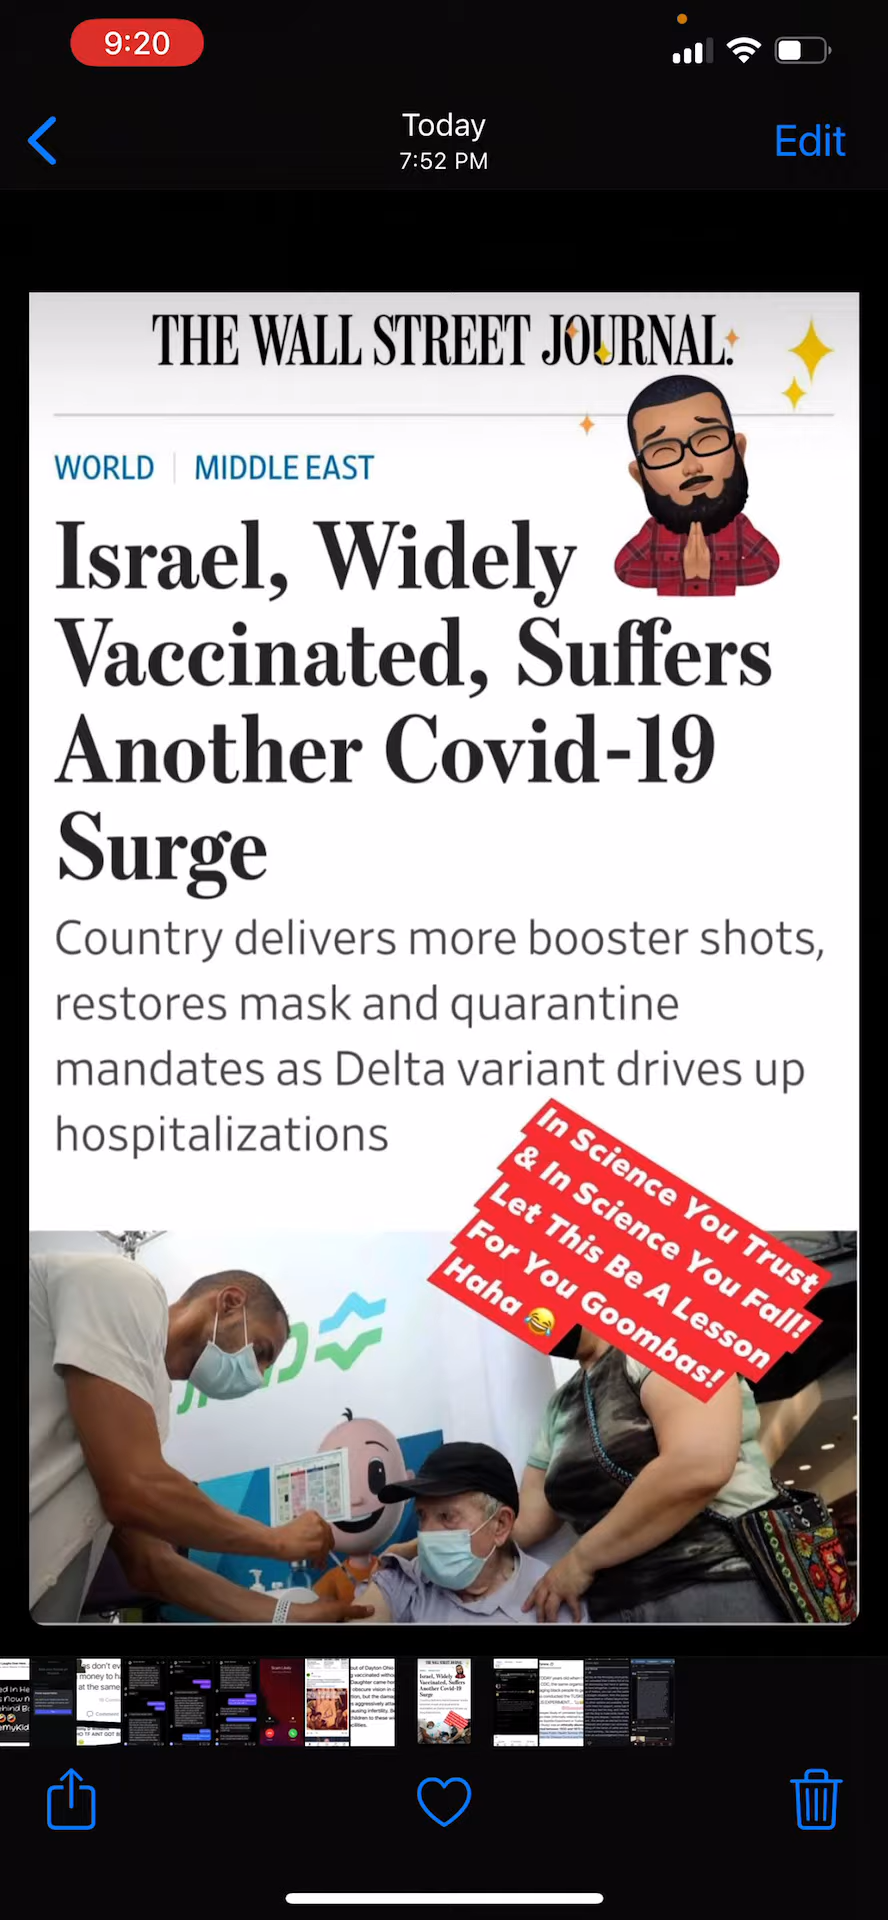 9:20
Today
7:52 PM
Edit
THE WALL STREET JOURNAL.
WORLD | MIDDLE EAST
Israel, Widely
Vaccinated, Suffers
Another Covid-19
Surge
Country delivers more booster shots,
restores mask and quarantine
mandates as Delta variant drives up
hospitalizations
In Science You Trust
& In Science You Fall!
Let This Be A Lesson
For You Goombas!
Haha 😂